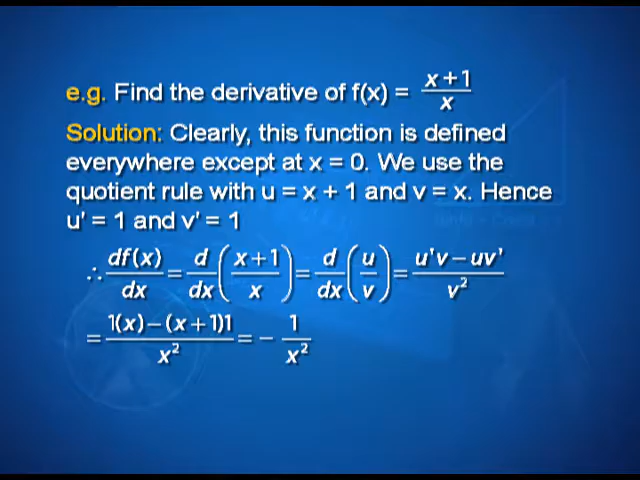 e.g. Find the derivative of f(x) = (x+1)/x
Solution: Clearly, this function is defined
everywhere except at x = 0. We use the
quotient rule with u = x + 1 and v = x. Hence
u' = 1 and v' = 1
∴ df(x)/dx = d/dx ((x+1)/x) = d/dx (u/v) = (u'v – uv')/v²
= (1(x) – (x+1)1)/x² = – 1/x²